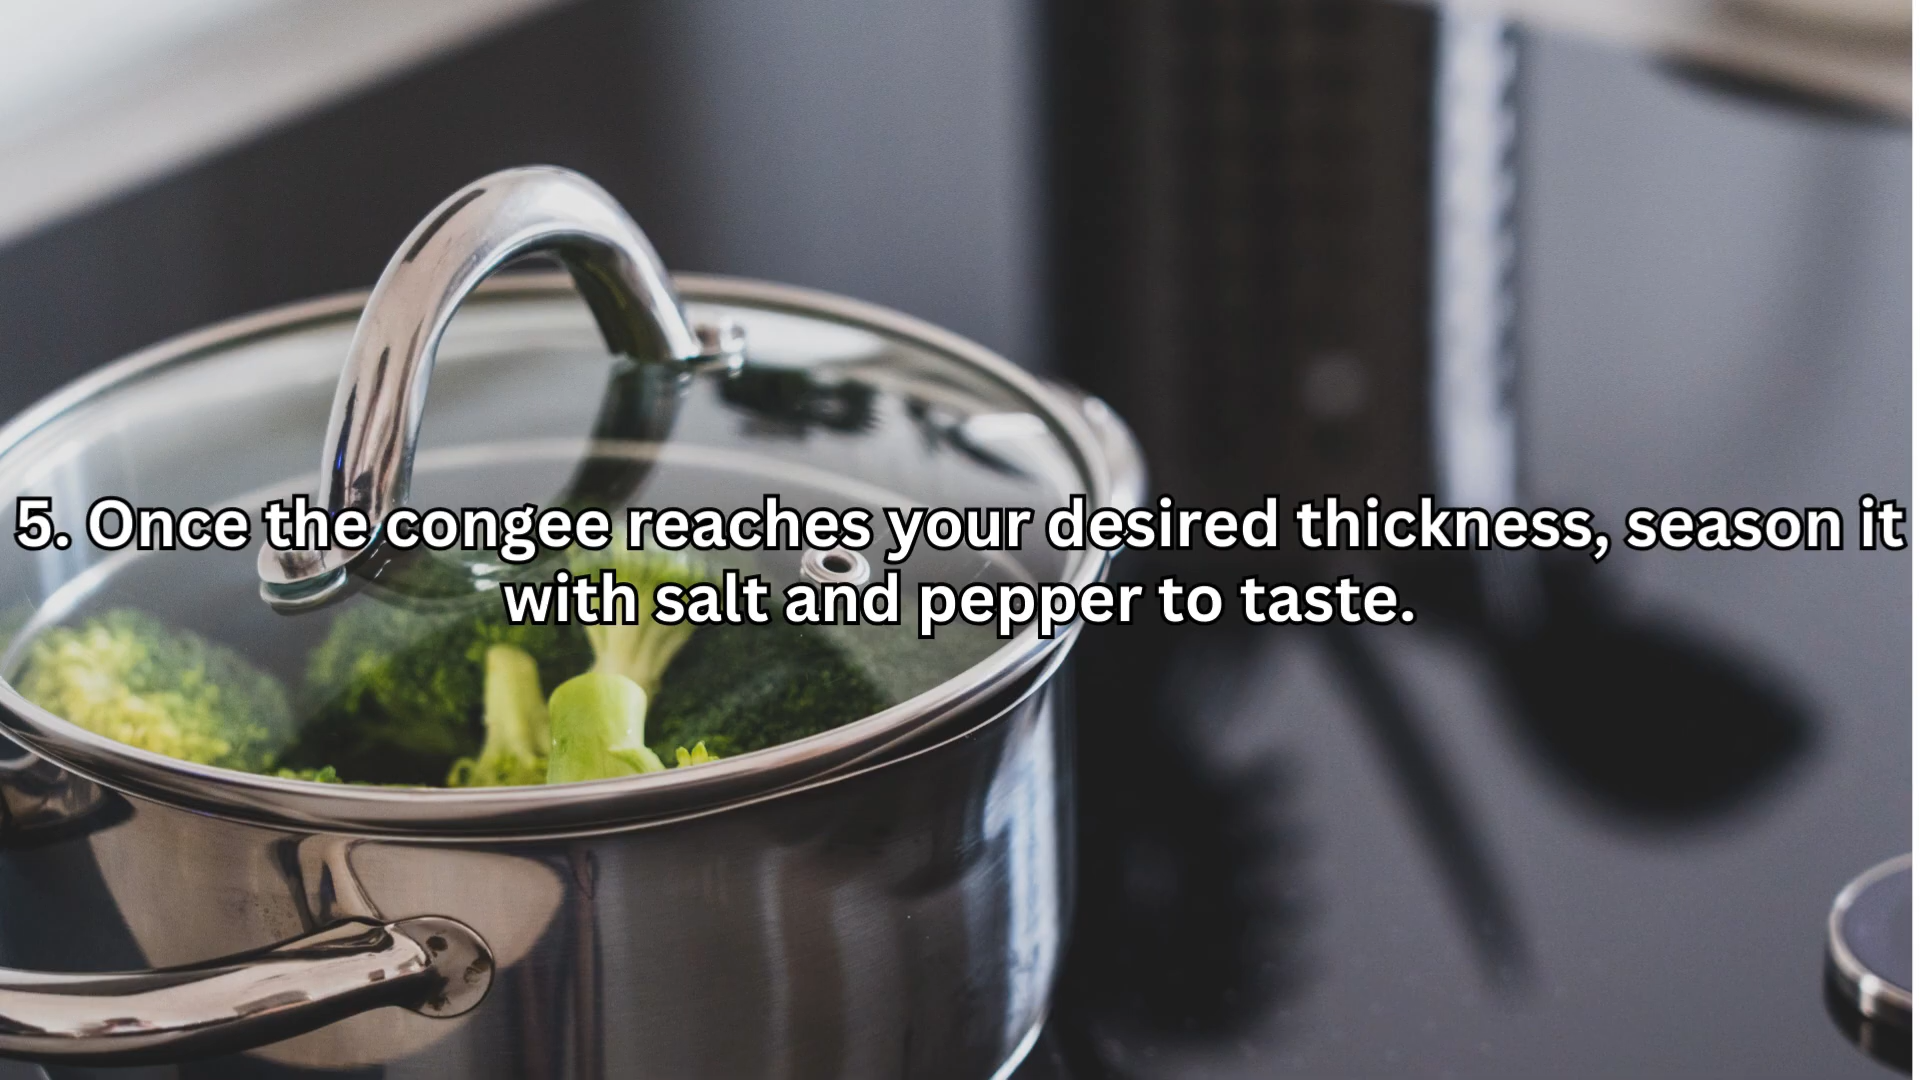 5. Once the congee reaches your desired thickness, season it
with salt and pepper to taste.